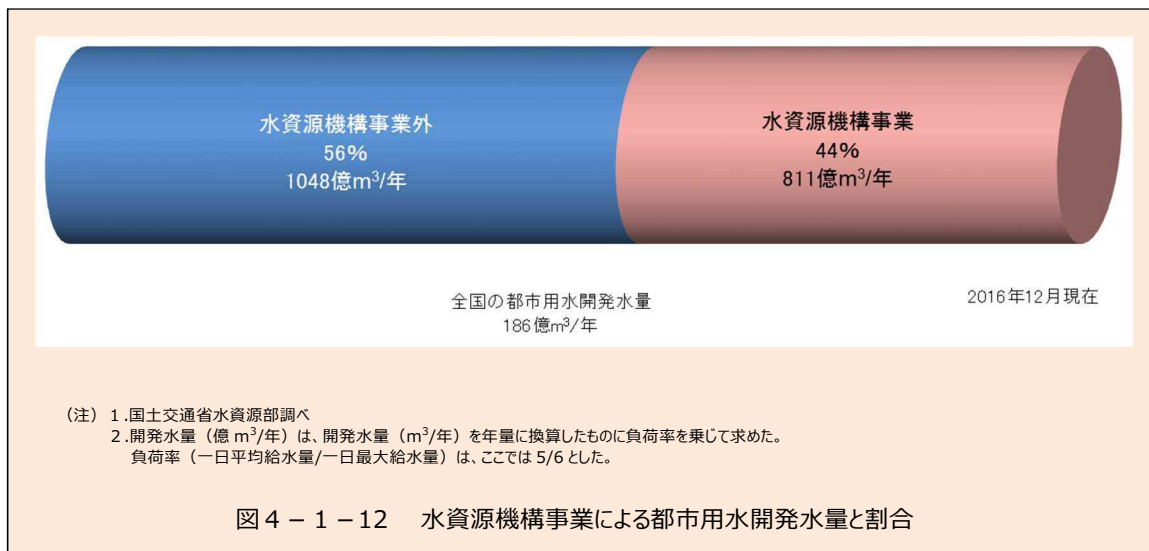 水資源機構事業外
56%
1048億m³/年
水資源機構事業
44%
811億m³/年
全国の都市用水開発水量
186億m³/年
2016年12月現在
（注）１.国土交通省水資源部調べ
２.開発水量（億 m³/年）は、開発水量（m³/年）を年量に換算したものに負荷率を乗じて求めた。
負荷率（一日平均給水量/一日最大給水量）は、ここでは 5/6 とした。
図４－１－12　水資源機構事業による都市用水開発水量と割合